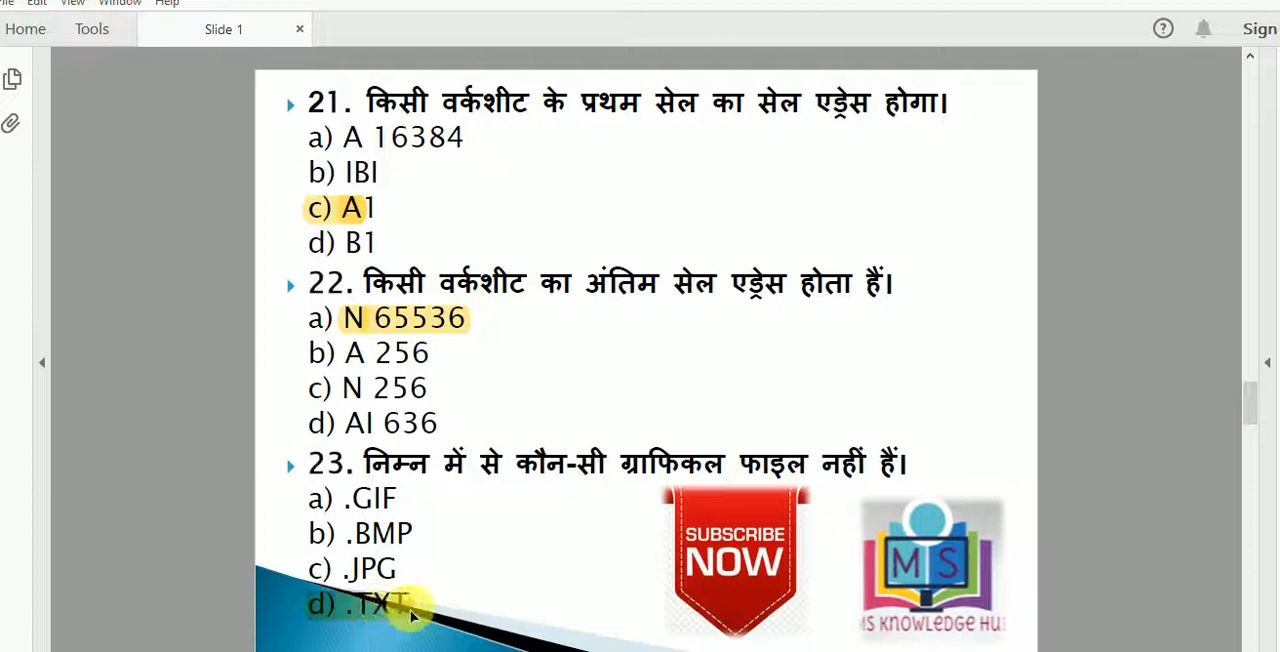 File Edit View Window Help
Home Tools Slide 1 × ? Sign
21. किसी वर्कशीट के प्रथम सेल का सेल एड्रेस होगा।
a) A 16384
b) IBI
c) A1
d) B1
22. किसी वर्कशीट का अंतिम सेल एड्रेस होता हैं।
a) N 65536
b) A 256
c) N 256
d) AI 636
23. निम्न में से कौन-सी ग्राफिकल फाइल नहीं हैं।
a) .GIF
b) .BMP
c) .JPG
d) .TXT
SUBSCRIBE
NOW
M S
MS KNOWLEDGE HU